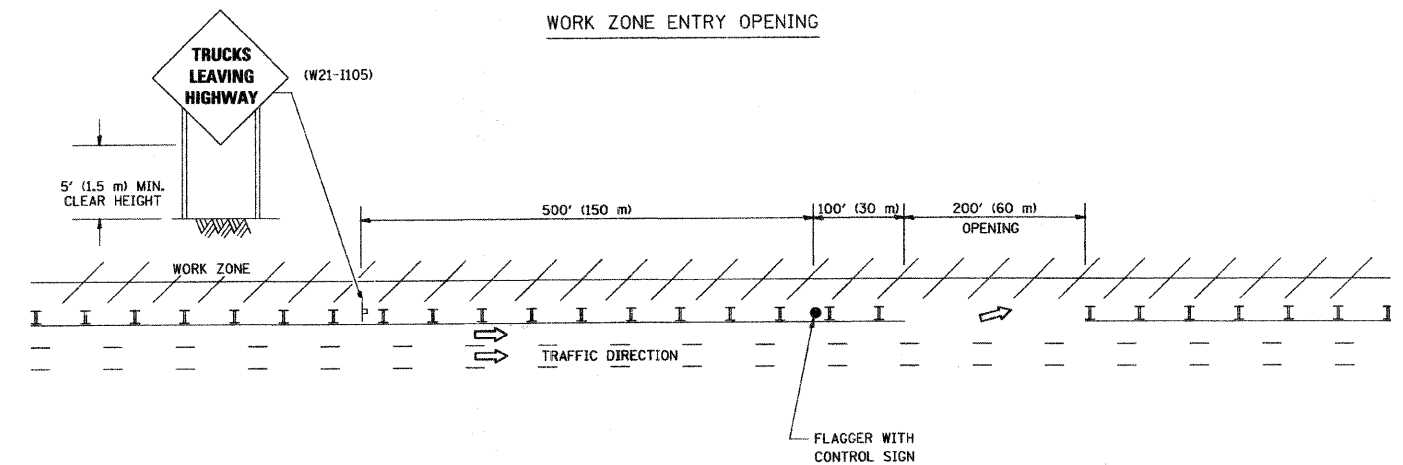 WORK ZONE ENTRY OPENING
TRUCKS
LEAVING
HIGHWAY
(W21-I105)
5' (1.5 m) MIN.
CLEAR HEIGHT
500' (150 m)
100' (30 m)
200' (60 m)
OPENING
WORK ZONE
TRAFFIC DIRECTION
FLAGGER WITH
CONTROL SIGN